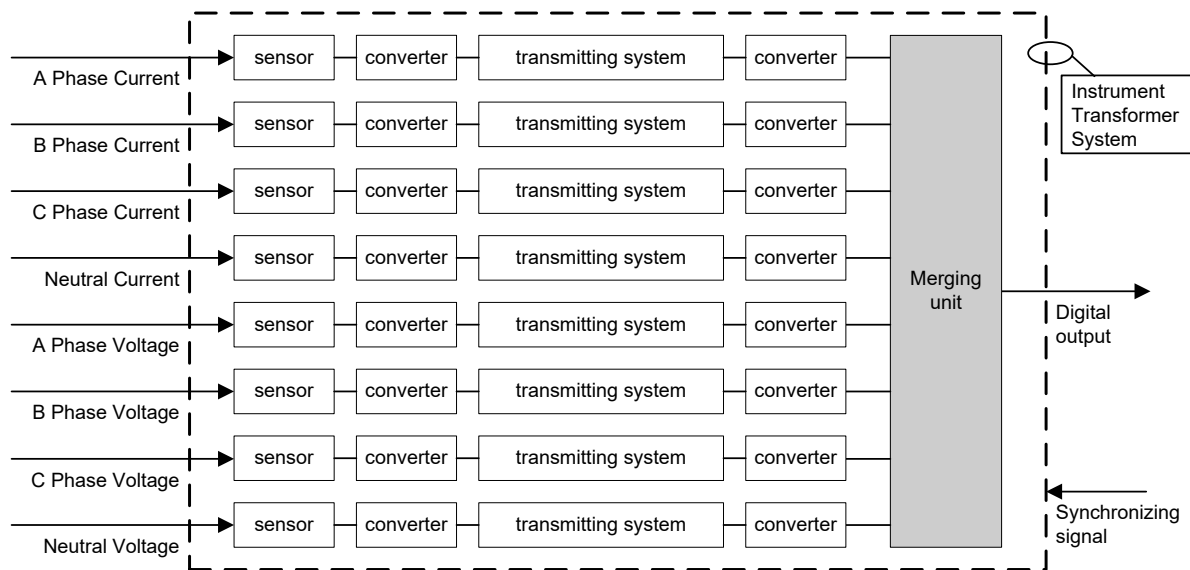 sensor converter transmitting system converter
A Phase Current
Instrument
Transformer
System
sensor converter transmitting system converter
B Phase Current
sensor converter transmitting system converter
C Phase Current
sensor converter transmitting system converter
Neutral Current
Merging
unit
sensor converter transmitting system converter
A Phase Voltage
Digital
output
sensor converter transmitting system converter
B Phase Voltage
sensor converter transmitting system converter
C Phase Voltage
sensor converter transmitting system converter
Neutral Voltage
Synchronizing
signal